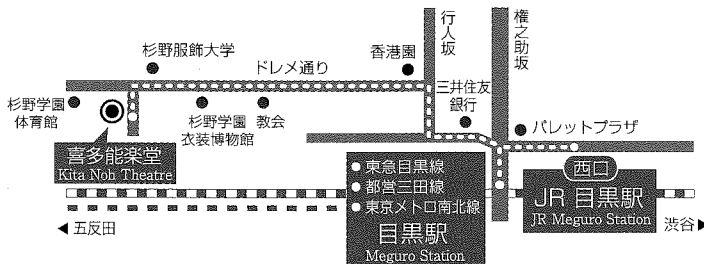 行人坂
権之助坂
杉野服飾大学
ドレメ通り
香港園
三井住友
銀行
パレットプラザ
杉野学園
体育館
杉野学園
衣装博物館
教会
喜多能楽堂
Kita Noh Theatre
東急目黒線
都営三田線
東京メトロ南北線
目黒駅
Meguro Station
西口
JR 目黒駅
JR Meguro Station
五反田
渋谷